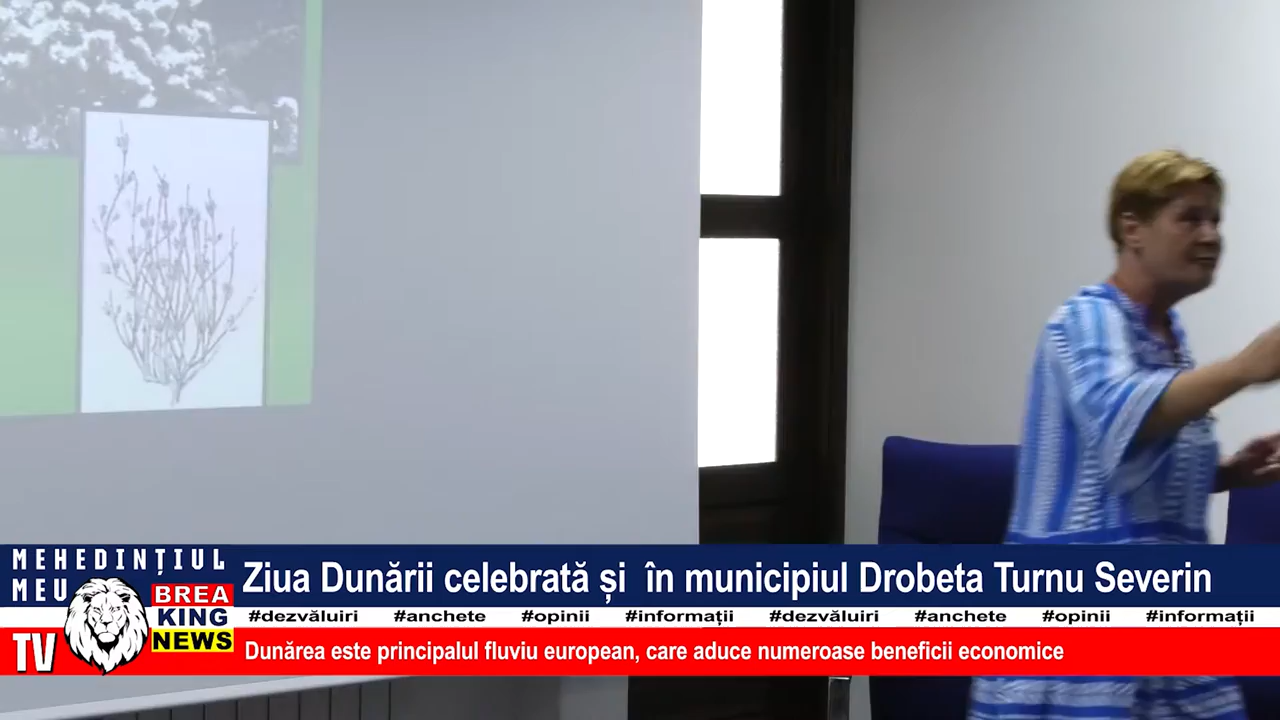 MEHEDINȚIUL
MEU
TV
BREA
KING
NEWS
Ziua Dunării celebrată și  în municipiul Drobeta Turnu Severin
#dezvăluiri #anchete #opinii #informații #dezvăluiri #anchete #opinii #informații
Dunărea este principalul fluviu european, care aduce numeroase beneficii economice